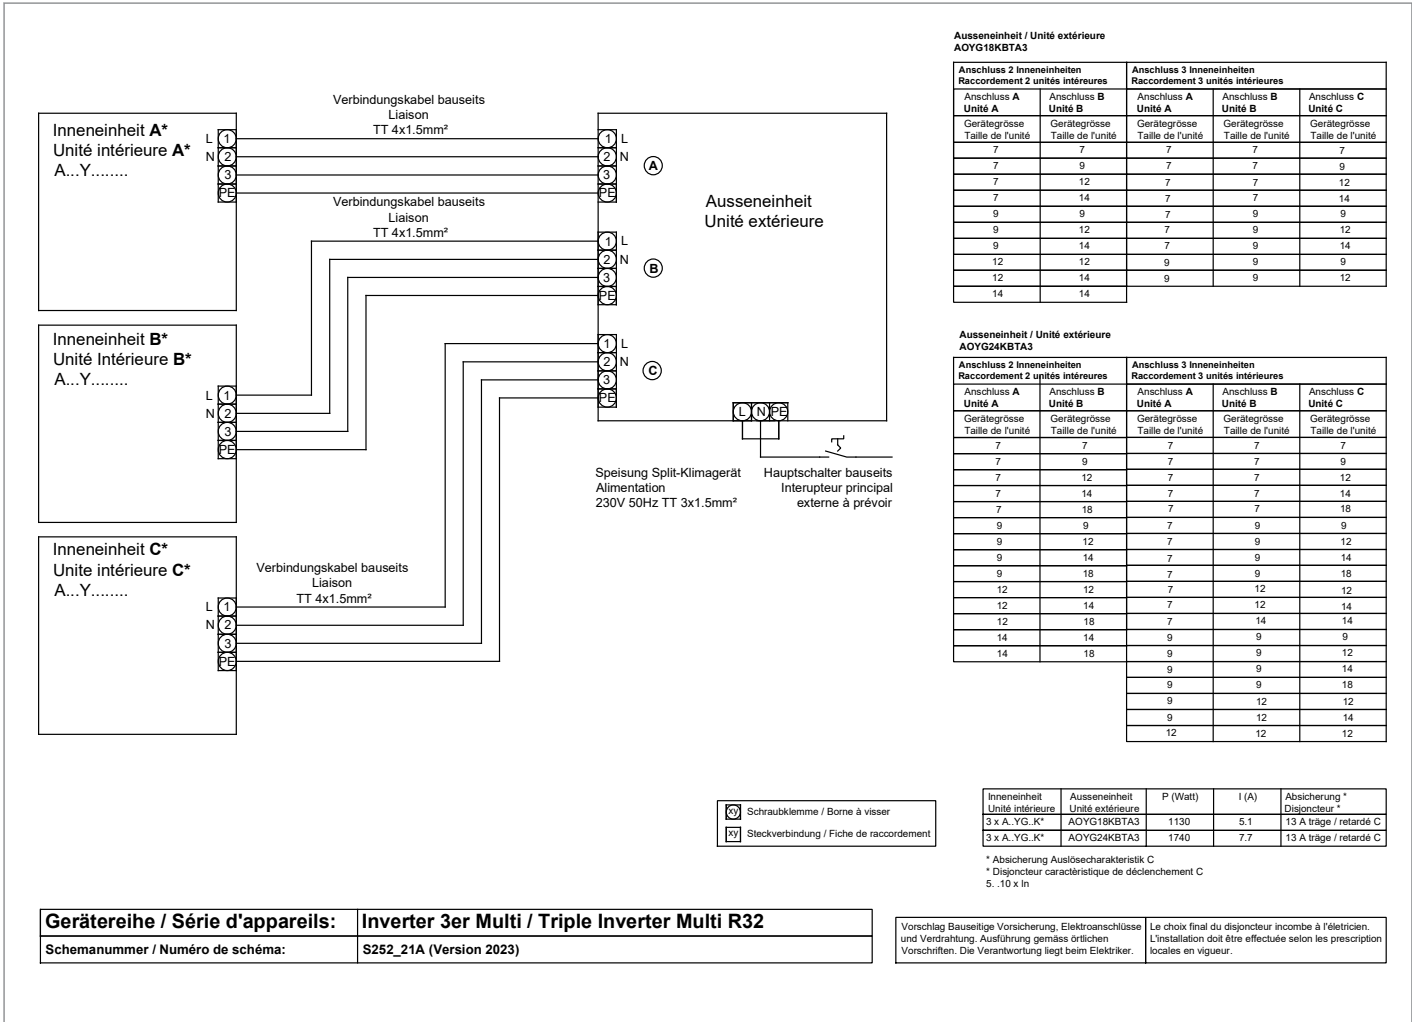 Inneneinheit A*
Unité intérieure A*
A...Y........
L 1
N 2
3
PE
Verbindungskabel bauseits
Liaison
TT 4x1.5mm²
1 L
2 N
3
PE
A
Verbindungskabel bauseits
Liaison
TT 4x1.5mm²
Ausseneinheit
Unité extérieure
1 L
2 N
3
PE
B
Inneneinheit B*
Unité Intérieure B*
A...Y........
L 1
N 2
3
PE
1 L
2 N
3
PE
C
L N PE
Speisung Split-Klimagerät
Alimentation
230V 50Hz TT 3x1.5mm²
Hauptschalter bauseits
Interupteur principal
externe à prévoir
Inneneinheit C*
Unite intérieure C*
A...Y........
L 1
N 2
3
PE
Verbindungskabel bauseits
Liaison
TT 4x1.5mm²
Ausseneinheit / Unité extérieure
AOYG18KBTA3
Anschluss 2 Inneneinheiten Anschluss 3 Inneneinheiten
Raccordement 2 unités intéreures Raccordement 3 unités intérieures
Anschluss A Anschluss B Anschluss A Anschluss B Anschluss C
Unité A Unité B Unité A Unité B Unité C
Gerätegrösse Gerätegrösse Gerätegrösse Gerätegrösse Gerätegrösse
Taille de l'unité Taille de l'unité Taille de l'unité Taille de l'unité Taille de l'unité
7 7 7 7 7
7 9 7 7 9
7 12 7 7 12
7 14 7 7 14
9 9 7 9 9
9 12 7 9 12
9 14 7 9 14
12 12 9 9 9
12 14 9 9 12
14 14
Ausseneinheit / Unité extérieure
AOYG24KBTA3
Anschluss 2 Inneneinheiten Anschluss 3 Inneneinheiten
Raccordement 2 unités intéreures Raccordement 3 unités intérieures
Anschluss A Anschluss B Anschluss A Anschluss B Anschluss C
Unité A Unité B Unité A Unité B Unité C
Gerätegrösse Gerätegrösse Gerätegrösse Gerätegrösse Gerätegrösse
Taille de l'unité Taille de l'unité Taille de l'unité Taille de l'unité Taille de l'unité
7 7 7 7 7
7 9 7 7 9
7 12 7 7 12
7 14 7 7 14
7 18 7 7 18
9 9 7 9 9
9 12 7 9 12
9 14 7 9 14
9 18 7 9 18
12 12 7 12 12
12 14 7 12 14
12 18 7 14 14
14 14 9 9 9
14 18 9 9 12
9 9 14
9 9 18
9 12 12
9 12 14
12 12 12
xy Schraubklemme / Borne à visser
xy Steckverbindung / Fiche de raccordement
Inneneinheit Ausseneinheit P (Watt) I (A) Absicherung *
Unité intérieure Unité extérieure Disjoncteur *
3 x A..YG..K* AOYG18KBTA3 1130 5.1 13 A träge / retardé C
3 x A..YG..K* AOYG24KBTA3 1740 7.7 13 A träge / retardé C
* Absicherung Auslösecharakteristik C
* Disjoncteur caractèristique de déclenchement C
5. .10 x In
Gerätereihe / Série d'appareils: Inverter 3er Multi / Triple Inverter Multi R32
Schemanummer / Numéro de schéma: S252_21A (Version 2023)
Vorschlag Bauseitige Vorsicherung, Elektroanschlüsse
und Verdrahtung. Ausführung gemäss örtlichen
Vorschriften. Die Verantwortung liegt beim Elektriker.
Le choix final du disjoncteur incombe à l'életricien.
L'installation doit être effectuée selon les prescription
locales en vigueur.